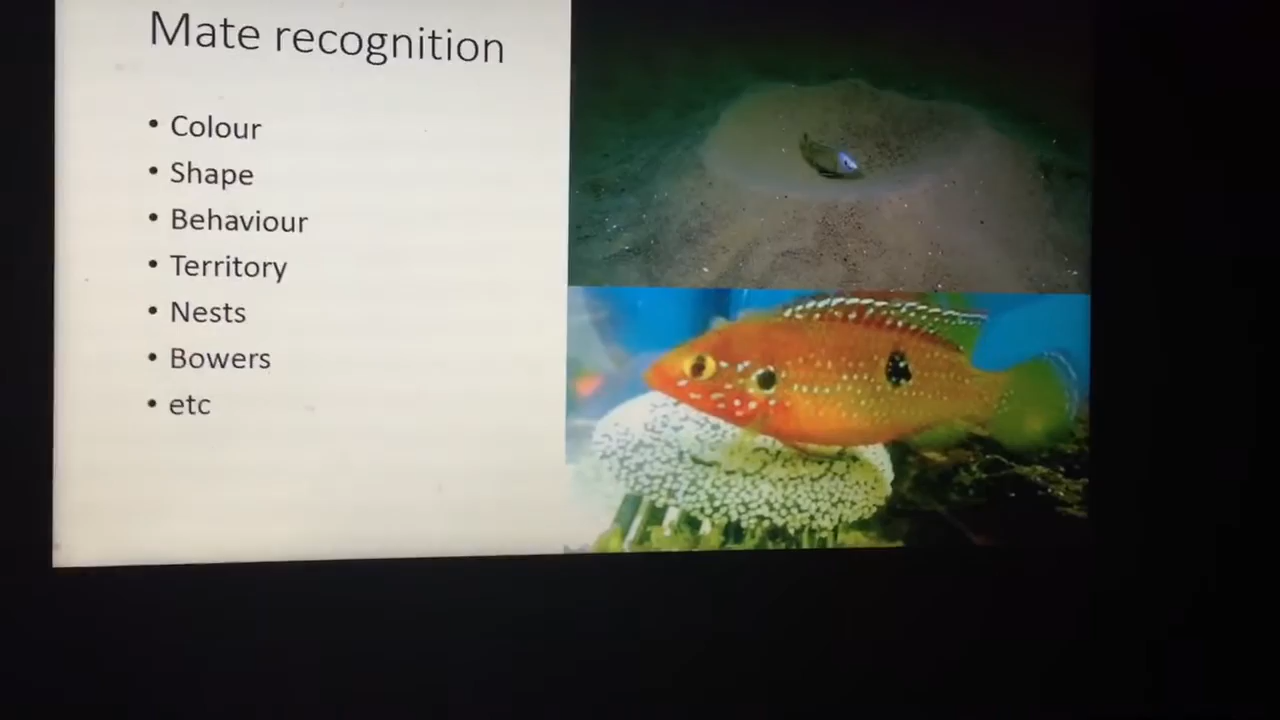 Mate recognition
• Colour
• Shape
• Behaviour
• Territory
• Nests
• Bowers
• etc